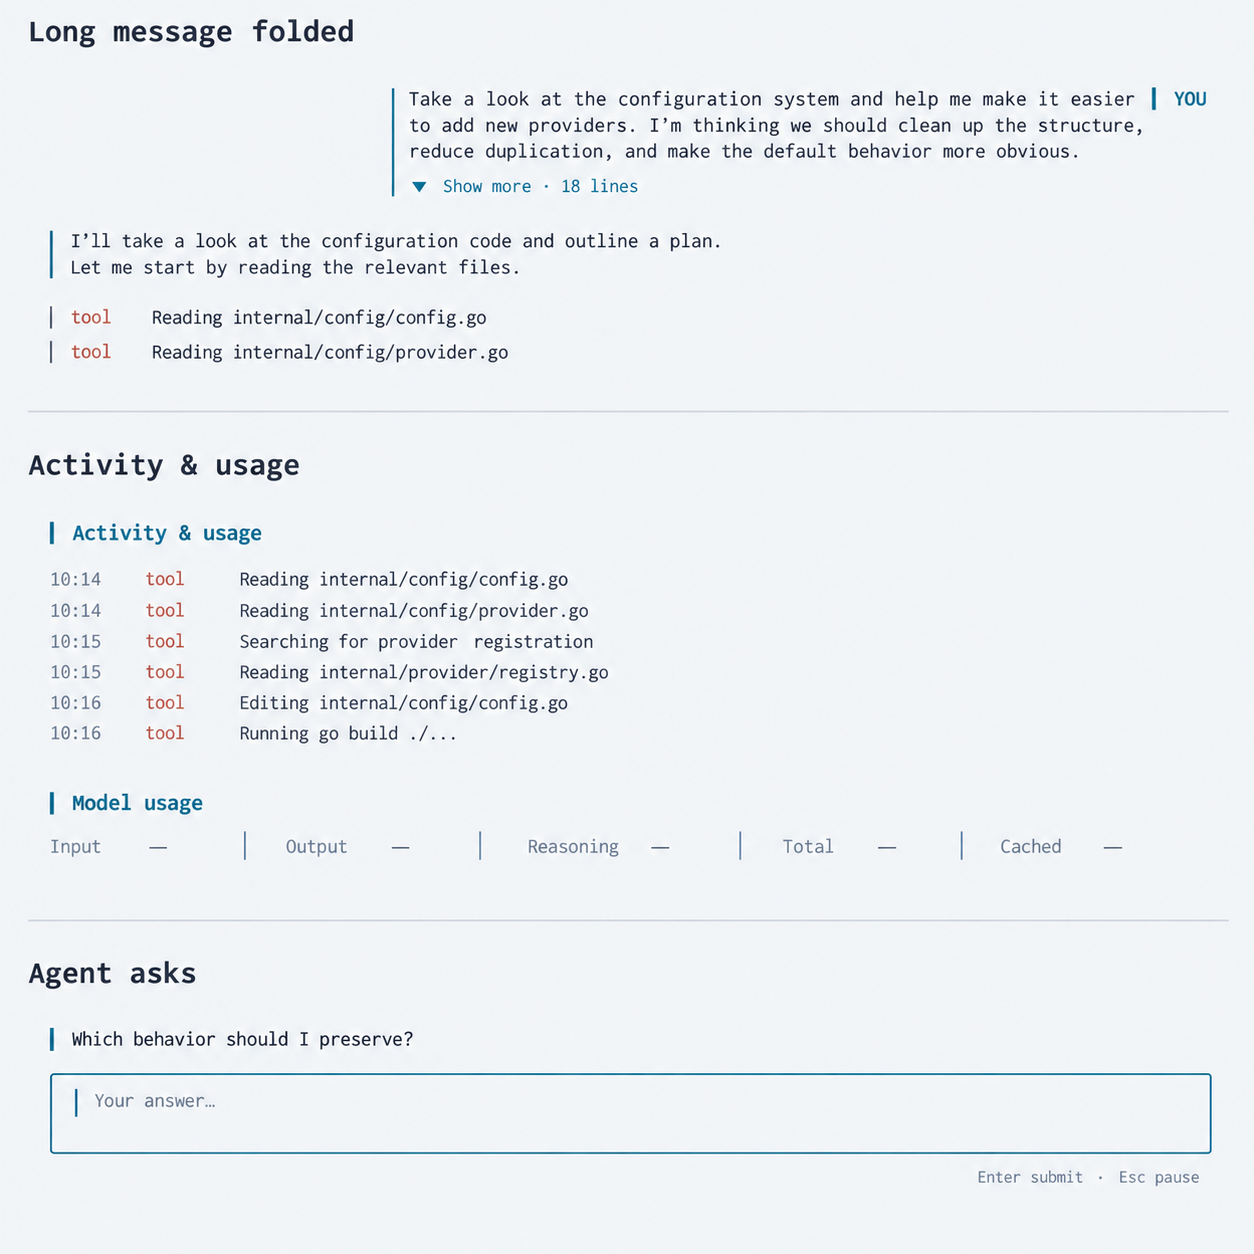 Long message folded
Take a look at the configuration system and help me make it easier YOU
to add new providers. I’m thinking we should clean up the structure,
reduce duplication, and make the default behavior more obvious.
▼ Show more · 18 lines
I’ll take a look at the configuration code and outline a plan.
Let me start by reading the relevant files.
tool Reading internal/config/config.go
tool Reading internal/config/provider.go
Activity & usage
Activity & usage
10:14 tool Reading internal/config/config.go
10:14 tool Reading internal/config/provider.go
10:15 tool Searching for provider registration
10:15 tool Reading internal/provider/registry.go
10:16 tool Editing internal/config/config.go
10:16 tool Running go build ./...
Model usage
Input — | Output — | Reasoning — | Total — | Cached —
Agent asks
Which behavior should I preserve?
Your answer…
Enter submit · Esc pause